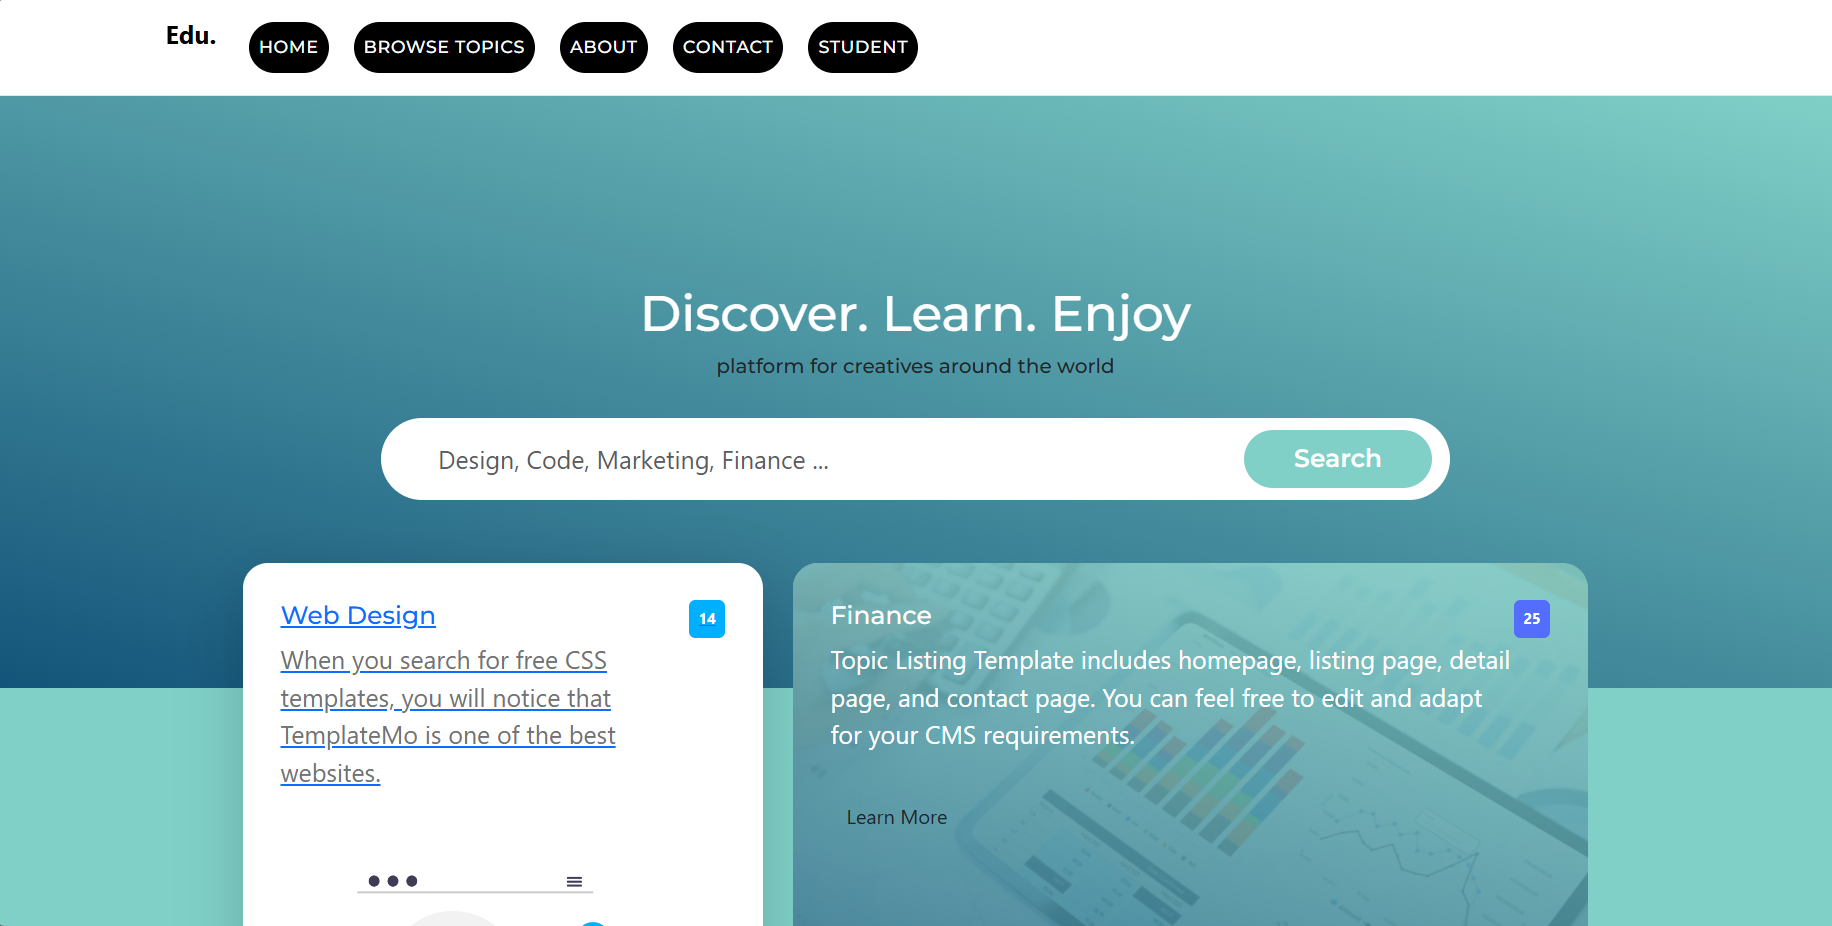 Edu.
HOME
BROWSE TOPICS
ABOUT
CONTACT
STUDENT
Discover. Learn. Enjoy
platform for creatives around the world
Design, Code, Marketing, Finance ...
Search
Web Design
14
When you search for free CSS
templates, you will notice that
TemplateMo is one of the best
websites.
Finance
25
Topic Listing Template includes homepage, listing page, detail
page, and contact page. You can feel free to edit and adapt
for your CMS requirements.
Learn More